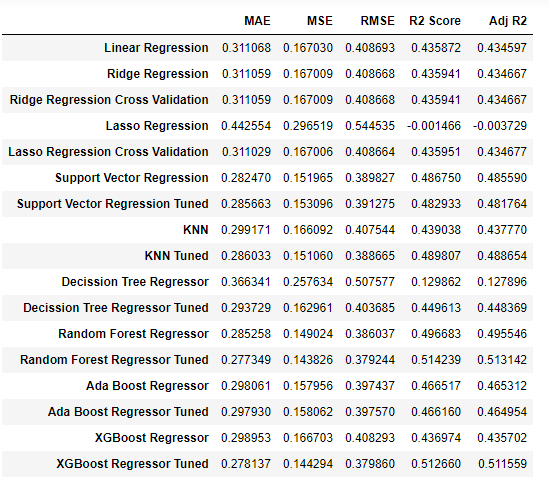 MAE MSE RMSE R2 Score Adj R2
Linear Regression 0.311068 0.167030 0.408693 0.435872 0.434597
Ridge Regression 0.311059 0.167009 0.408668 0.435941 0.434667
Ridge Regression Cross Validation 0.311059 0.167009 0.408668 0.435941 0.434667
Lasso Regression 0.442554 0.296519 0.544535 -0.001466 -0.003729
Lasso Regression Cross Validation 0.311029 0.167006 0.408664 0.435951 0.434677
Support Vector Regression 0.282470 0.151965 0.389827 0.486750 0.485590
Support Vector Regression Tuned 0.285663 0.153096 0.391275 0.482933 0.481764
KNN 0.299171 0.166092 0.407544 0.439038 0.437770
KNN Tuned 0.286033 0.151060 0.388665 0.489807 0.488654
Decission Tree Regressor 0.366341 0.257634 0.507577 0.129862 0.127896
Decission Tree Regressor Tuned 0.293729 0.162961 0.403685 0.449613 0.448369
Random Forest Regressor 0.285258 0.149024 0.386037 0.496683 0.495546
Random Forest Regressor Tuned 0.277349 0.143826 0.379244 0.514239 0.513142
Ada Boost Regressor 0.298061 0.157956 0.397437 0.466517 0.465312
Ada Boost Regressor Tuned 0.297930 0.158062 0.397570 0.466160 0.464954
XGBoost Regressor 0.298953 0.166703 0.408293 0.436974 0.435702
XGBoost Regressor Tuned 0.278137 0.144294 0.379860 0.512660 0.511559